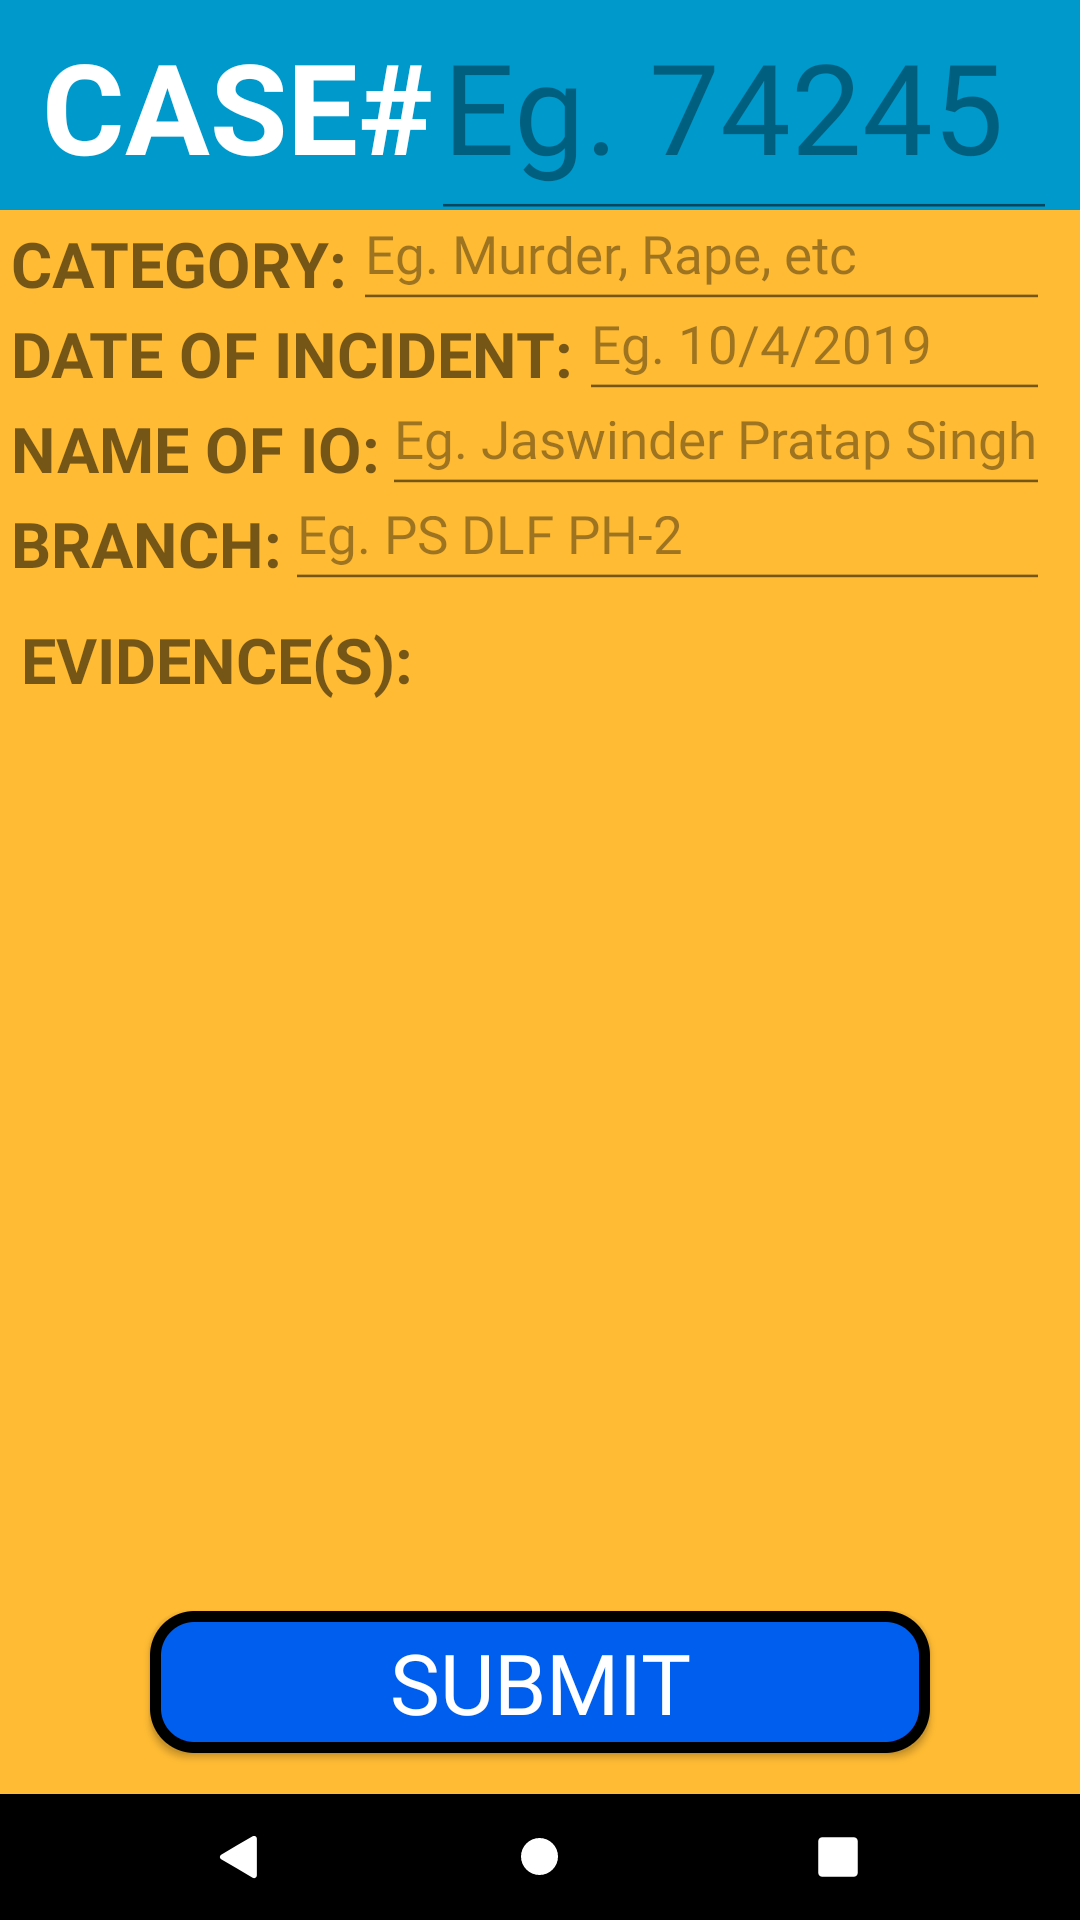 CASE# Eg. 74245
CATEGORY: Eg. Murder, Rape, etc
DATE OF INCIDENT: Eg. 10/4/2019
NAME OF IO: Eg. Jaswinder Pratap Singh
BRANCH: Eg. PS DLF PH-2
EVIDENCE(S):
SUBMIT